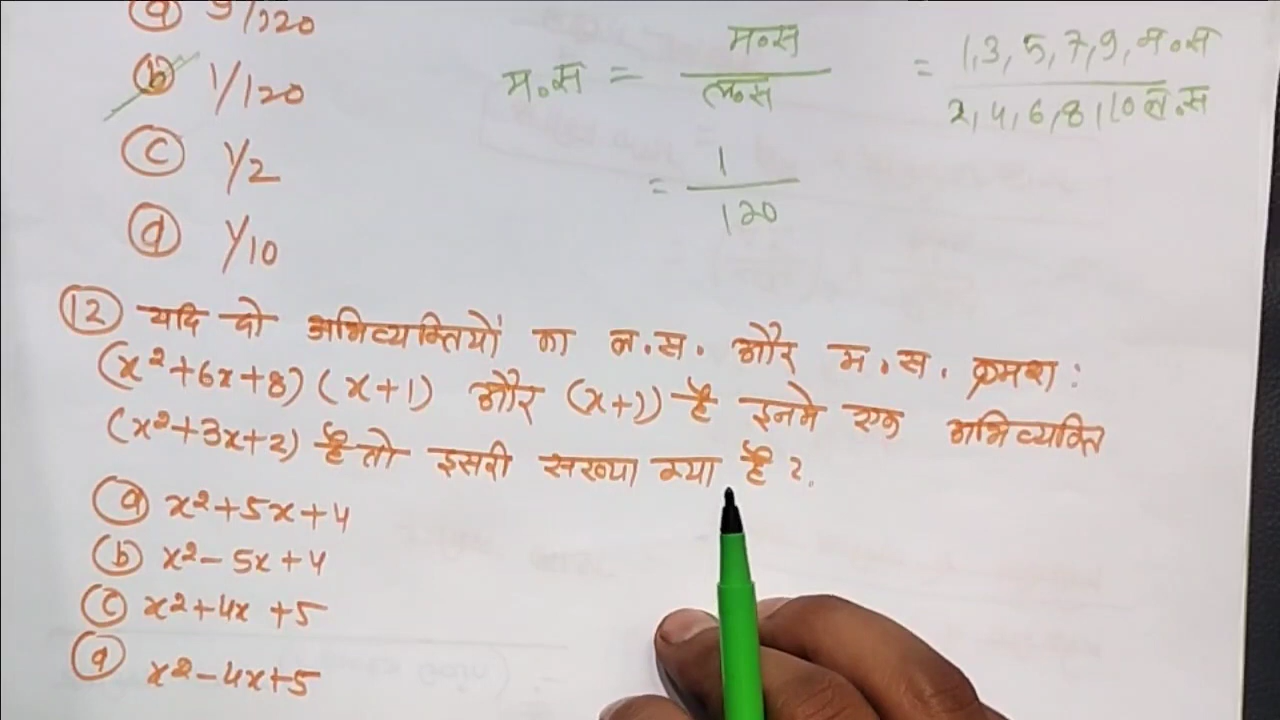 ⓐ 9/120
ⓑ 1/120
ⓒ 1/2
ⓓ 1/10
म॰स = म॰स / ल॰स = 1,3,5,7,9, म॰स / 2,4,6,8,10 ल॰स
= 1 / 120
⑫ यदि दो अभिव्यक्तियों का ल.स. और म.स. क्रमश:
(x²+6x+8)(x+1) और (x+1) है इनमे एक अभिव्यक्ति
(x²+3x+2) है तो दूसरी सख्या क्या है ?.
ⓐ x²+5x+4
ⓑ x²-5x+4
ⓒ x²+4x+5
ⓓ x²-4x+5